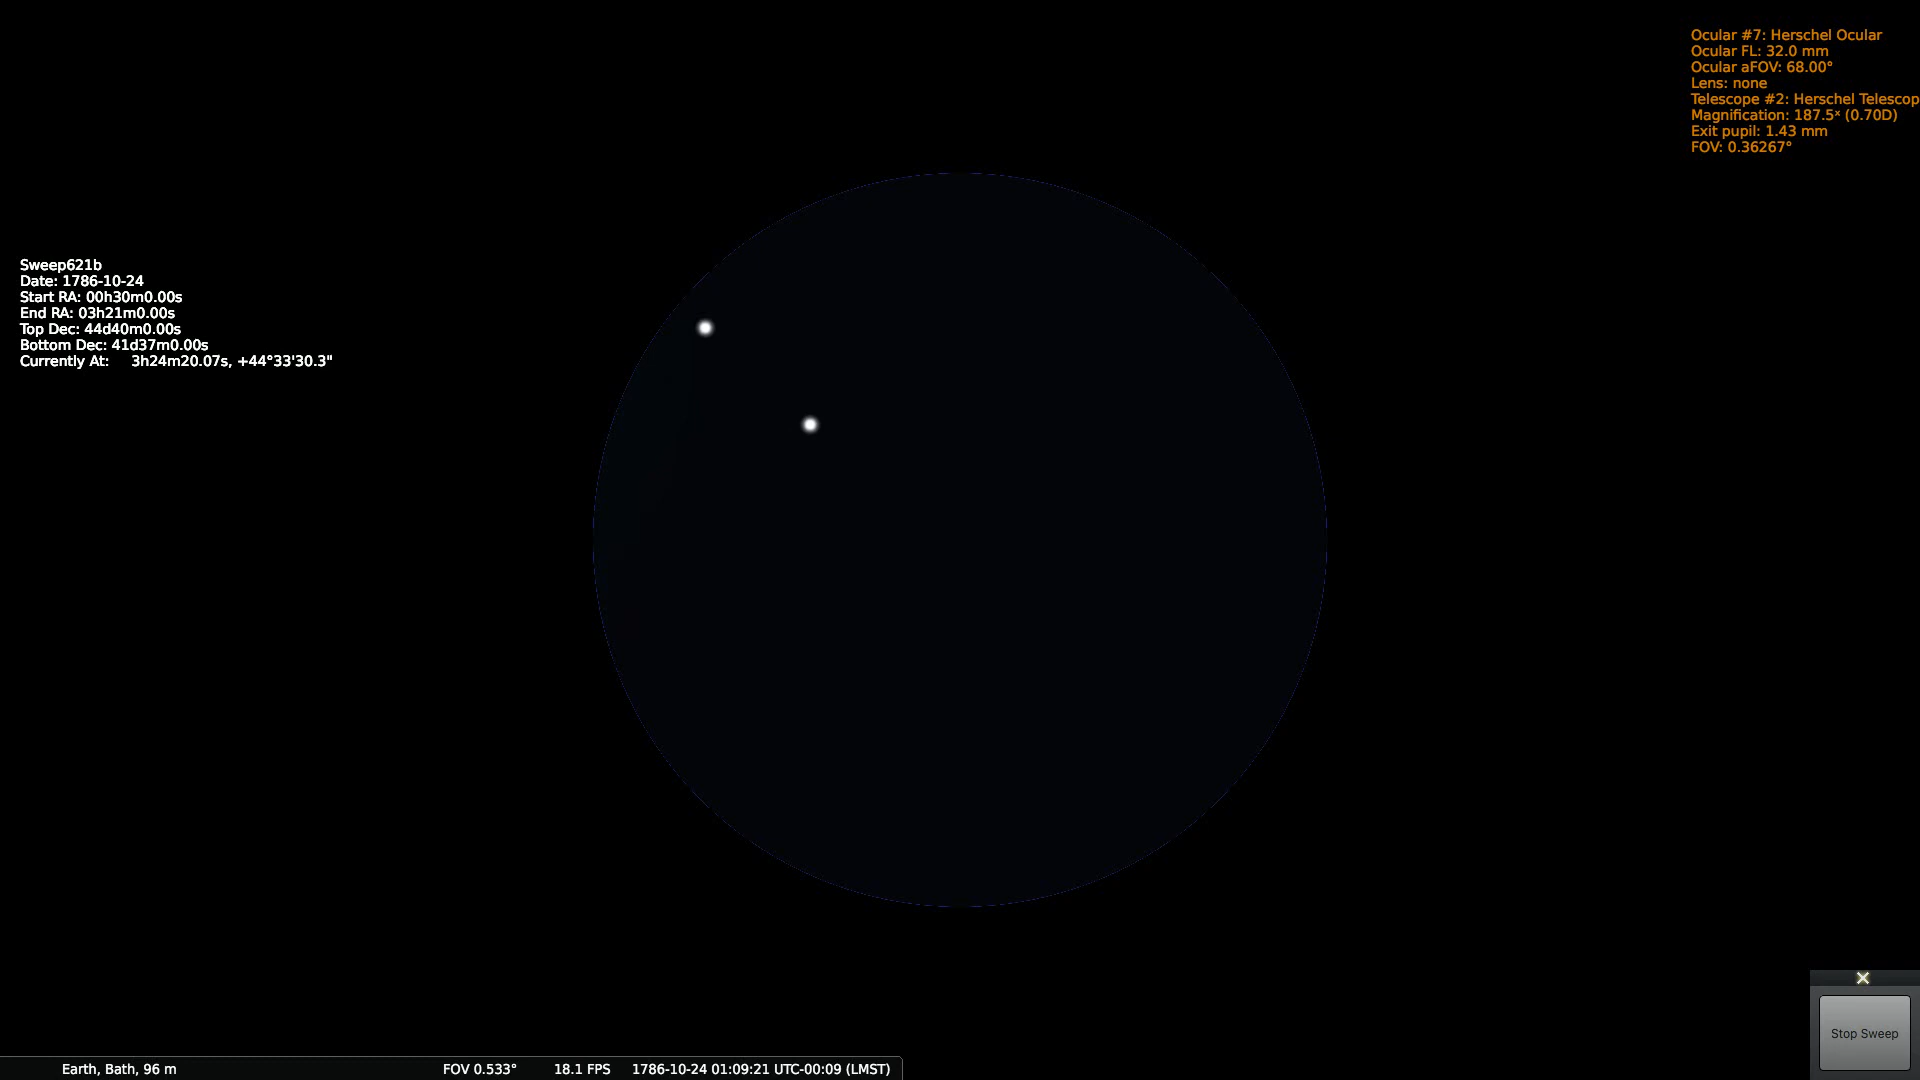 Ocular #7: Herschel Ocular
Ocular FL: 32.0 mm
Ocular aFOV: 68.00°
Lens: none
Telescope #2: Herschel Telescop
Magnification: 187.5ˣ (0.70D)
Exit pupil: 1.43 mm
FOV: 0.36267°
Sweep621b
Date: 1786-10-24
Start RA: 00h30m0.00s
End RA: 03h21m0.00s
Top Dec: 44d40m0.00s
Bottom Dec: 41d37m0.00s
Currently At: 3h24m20.07s, +44°33'30.3"
Stop Sweep
Earth, Bath, 96 m FOV 0.533° 18.1 FPS 1786-10-24 01:09:21 UTC-00:09 (LMST)